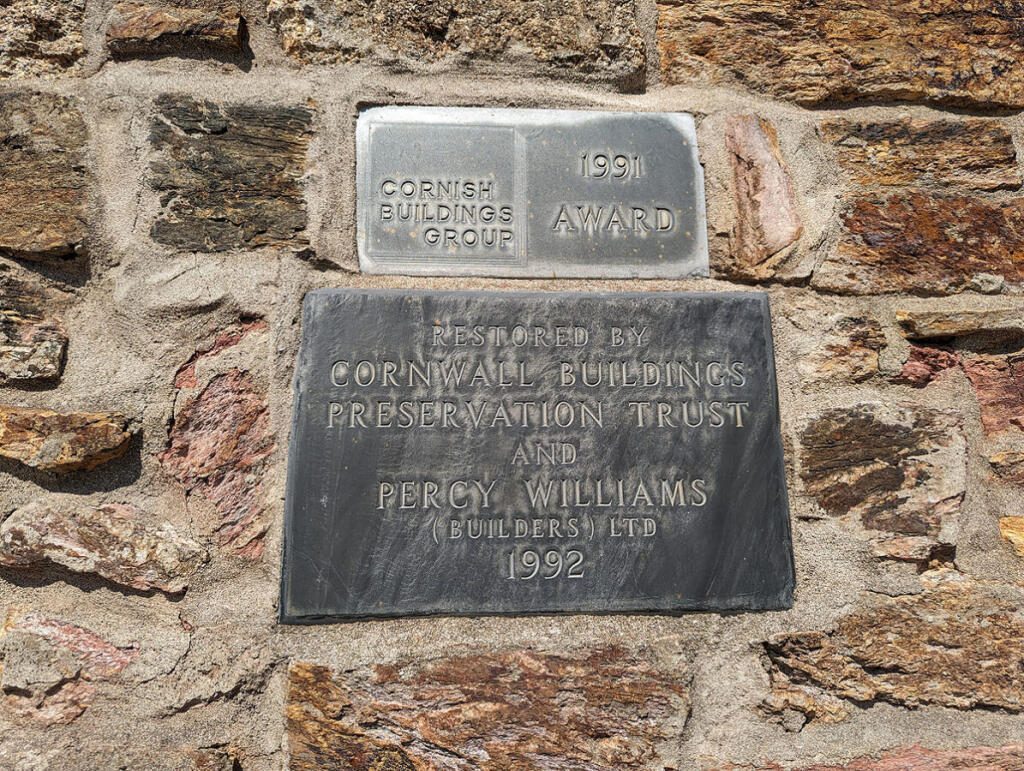 CORNISH
BUILDINGS
GROUP
1991
AWARD
RESTORED BY
CORNWALL BUILDINGS
PRESERVATION TRUST
AND
PERCY WILLIAMS
(BUILDERS) LTD
1992